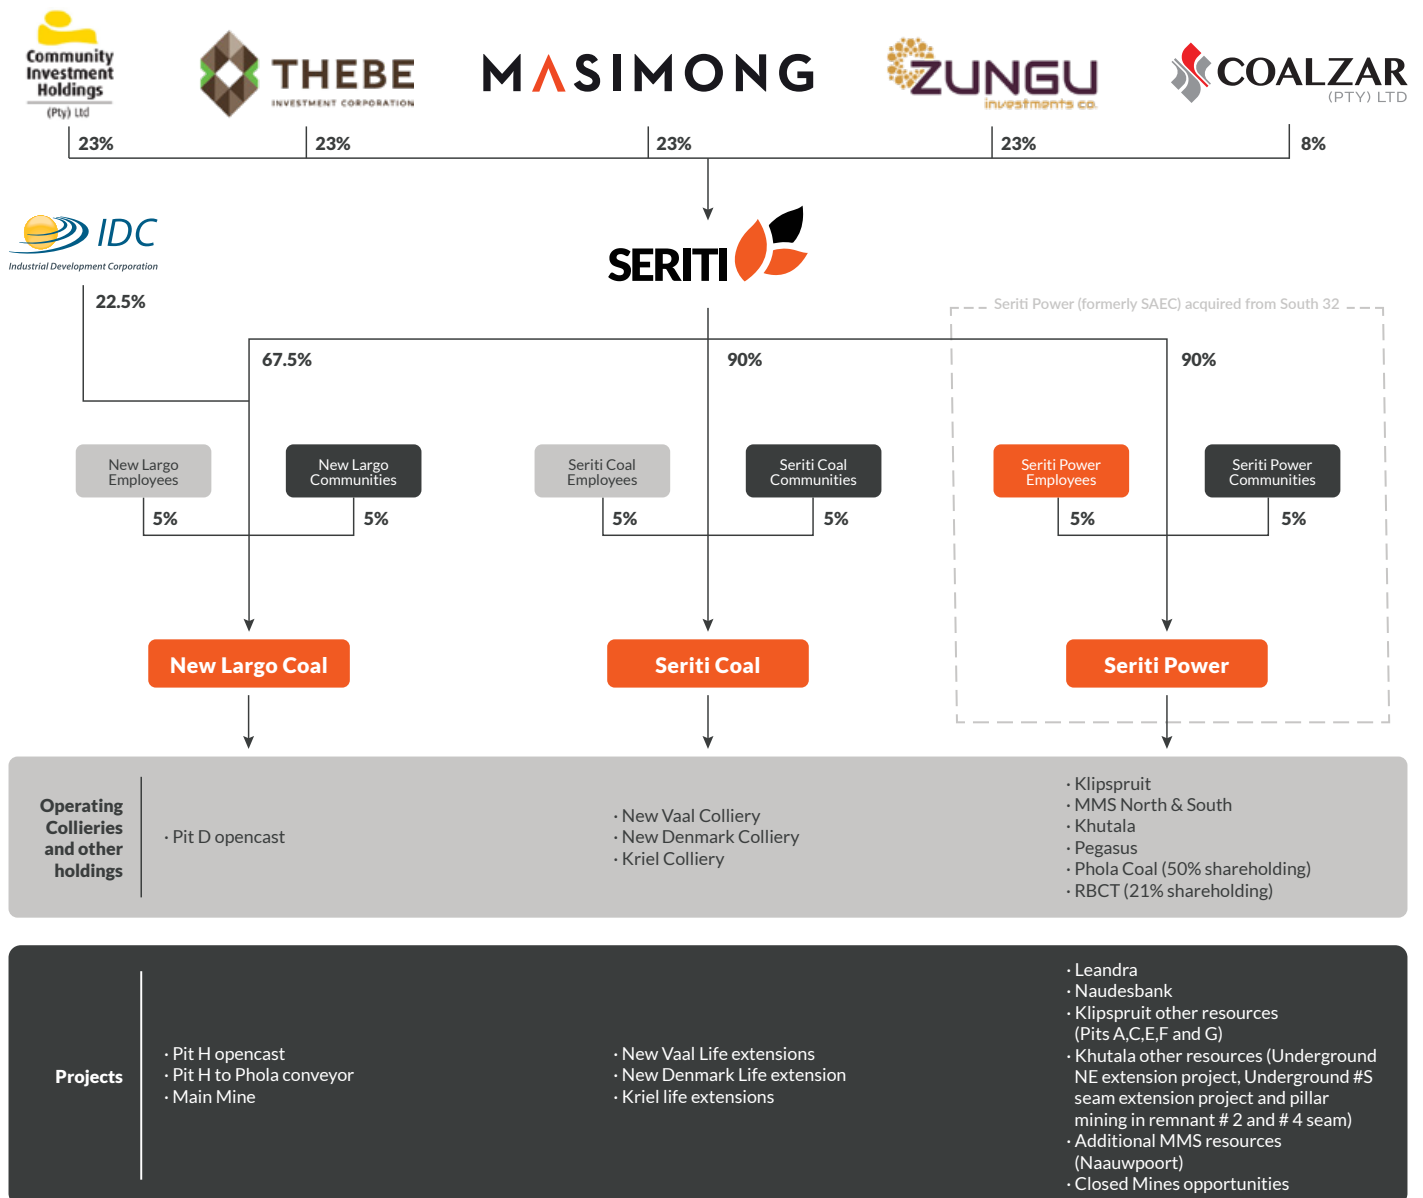 Community
Investment
Holdings
(Pty) Ltd
THEBE
INVESTMENT CORPORATION
MASIMONG
ZUNGU
investments co.
COALZAR
(PTY) LTD
23%
23%
23%
23%
8%
IDC
Industrial Development Corporation
SERITI
22.5%
Seriti Power (formerly SAEC) acquired from South 32
67.5%
90%
90%
New Largo
Employees
New Largo
Communities
Seriti Coal
Employees
Seriti Coal
Communities
Seriti Power
Employees
Seriti Power
Communities
5%
5%
5%
5%
5%
5%
New Largo Coal
Seriti Coal
Seriti Power
Operating
Collieries
and other
holdings
· Pit D opencast
· New Vaal Colliery
· New Denmark Colliery
· Kriel Colliery
· Klipspruit
· MMS North & South
· Khutala
· Pegasus
· Phola Coal (50% shareholding)
· RBCT (21% shareholding)
Projects
· Pit H opencast
· Pit H to Phola conveyor
· Main Mine
· New Vaal Life extensions
· New Denmark Life extension
· Kriel life extensions
· Leandra
· Naudesbank
· Klipspruit other resources
(Pits A,C,E,F and G)
· Khutala other resources (Underground
NE extension project, Underground #S
seam extension project and pillar
mining in remnant # 2 and # 4 seam)
· Additional MMS resources
(Naauwpoort)
· Closed Mines opportunities